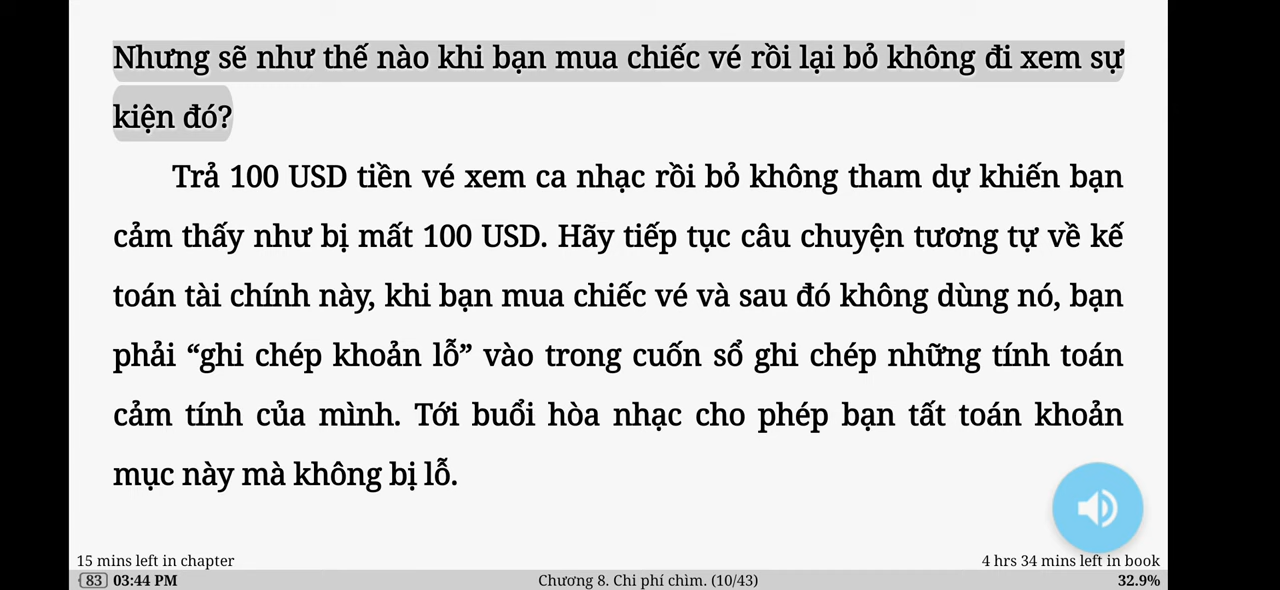 Nhưng sẽ như thế nào khi bạn mua chiếc vé rồi lại bỏ không đi xem sự
kiện đó?
Trả 100 USD tiền vé xem ca nhạc rồi bỏ không tham dự khiến bạn
cảm thấy như bị mất 100 USD. Hãy tiếp tục câu chuyện tương tự về kế
toán tài chính này, khi bạn mua chiếc vé và sau đó không dùng nó, bạn
phải “ghi chép khoản lỗ” vào trong cuốn sổ ghi chép những tính toán
cảm tính của mình. Tới buổi hòa nhạc cho phép bạn tất toán khoản
mục này mà không bị lỗ.
15 mins left in chapter
4 hrs 34 mins left in book
83 03:44 PM
Chương 8. Chi phí chìm. (10/43)
32.9%